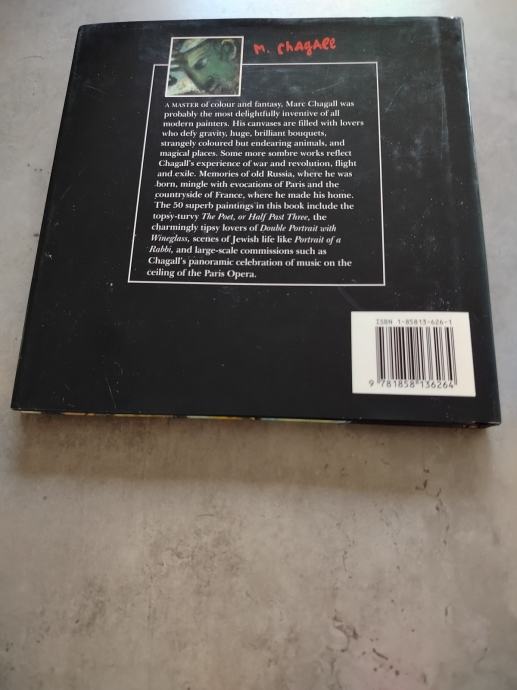 M. Chagall
A MASTER of colour and fantasy, Marc Chagall was
probably the most delightfully inventive of all
modern painters. His canvases are filled with lovers
who defy gravity, huge, brilliant bouquets,
strangely coloured but endearing animals, and
magical places. Some more sombre works reflect
Chagall's experience of war and revolution, flight
and exile. Memories of old Russia, where he was
born, mingle with evocations of Paris and the
countryside of France, where he made his home.
The 50 superb paintings in this book include the
topsy-turvy The Poet, or Half Past Three, the
charmingly tipsy lovers of Double Portrait with
Wineglass, scenes of Jewish life like Portrait of a
Rabbi, and large-scale commissions such as
Chagall's panoramic celebration of music on the
ceiling of the Paris Opera.
ISBN 1-85813-626-1
9 781858 136264